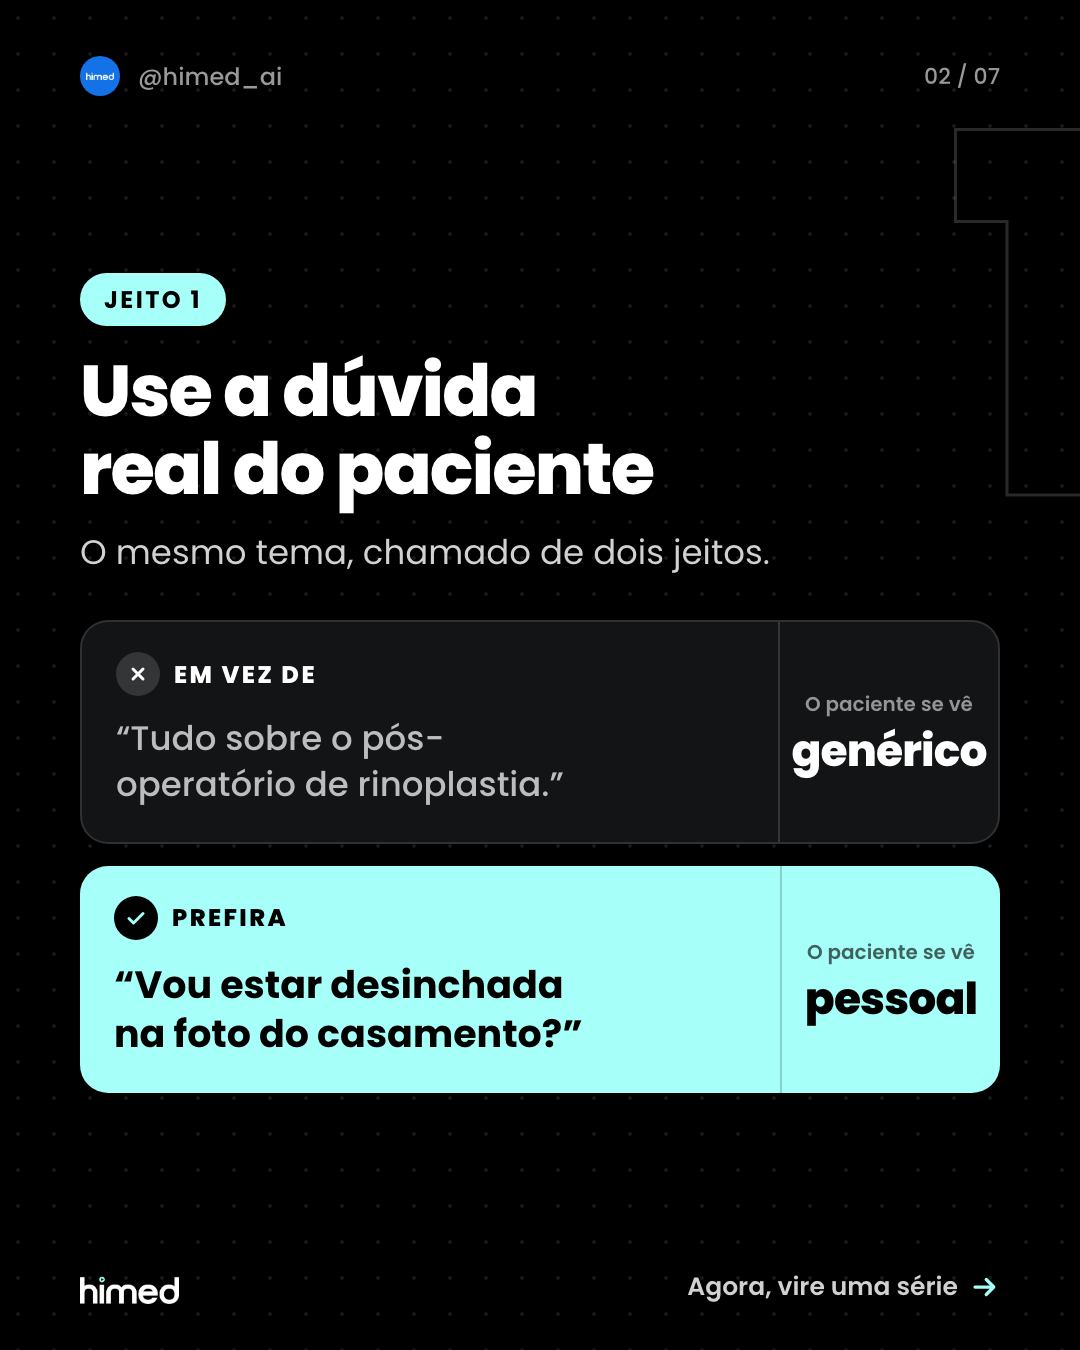 himed
@himed_ai
02 / 07
1
JEITO 1
Use a dúvida
real do paciente
O mesmo tema, chamado de dois jeitos.
EM VEZ DE
“Tudo sobre o pós-
operatório de rinoplastia.”
O paciente se vê
genérico
PREFIRA
“Vou estar desinchada
na foto do casamento?”
O paciente se vê
pessoal
himed
Agora, vire uma série →